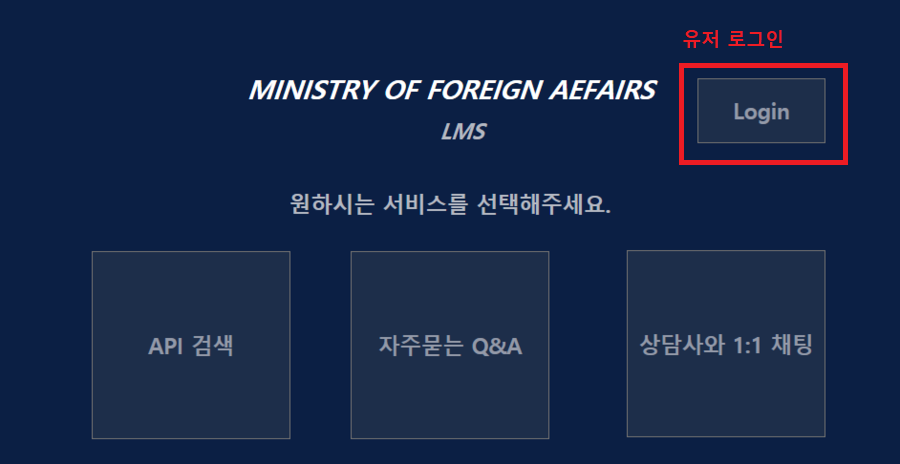 유저 로그인
MINISTRY OF FOREIGN AEFAIRS
Login
LMS
원하시는 서비스를 선택해주세요.
API 검색
자주묻는 Q&A
상담사와 1:1 채팅